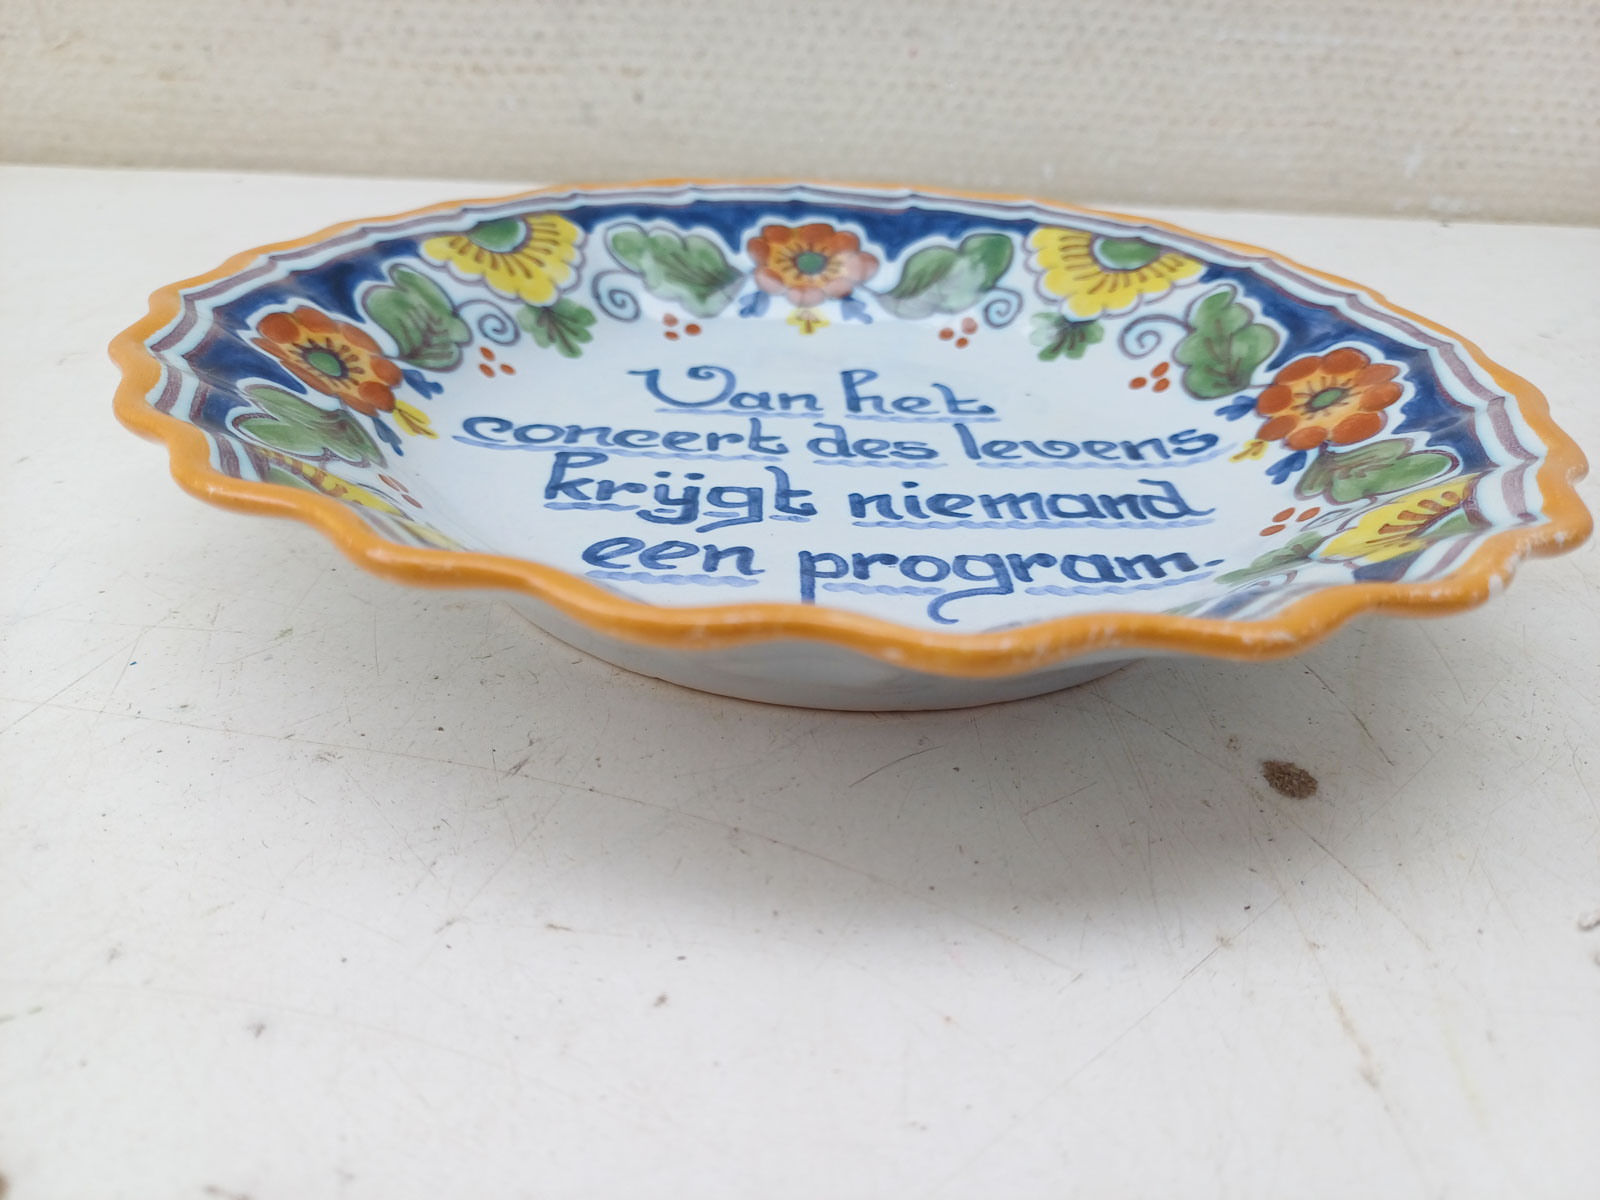 Van het
concert des levens
krijgt niemand
een program.